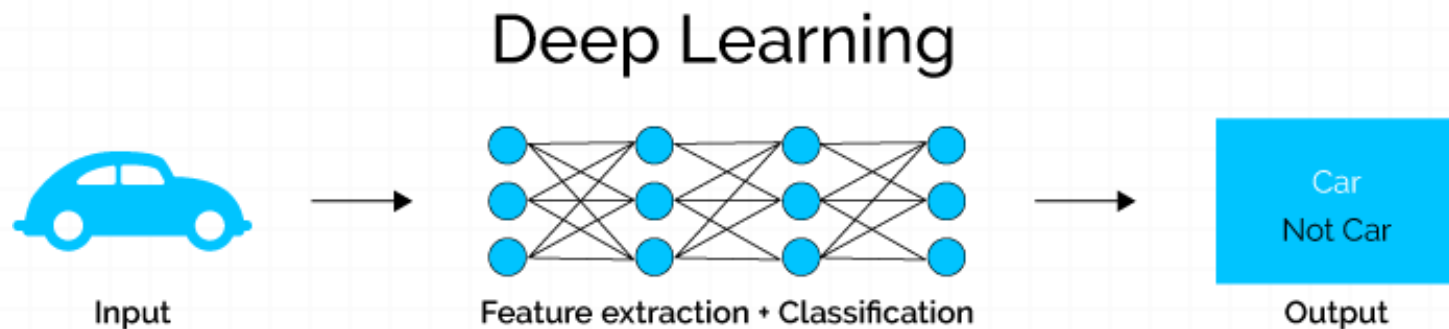 Deep Learning
Car
Not Car
Input
Feature extraction + Classification
Output